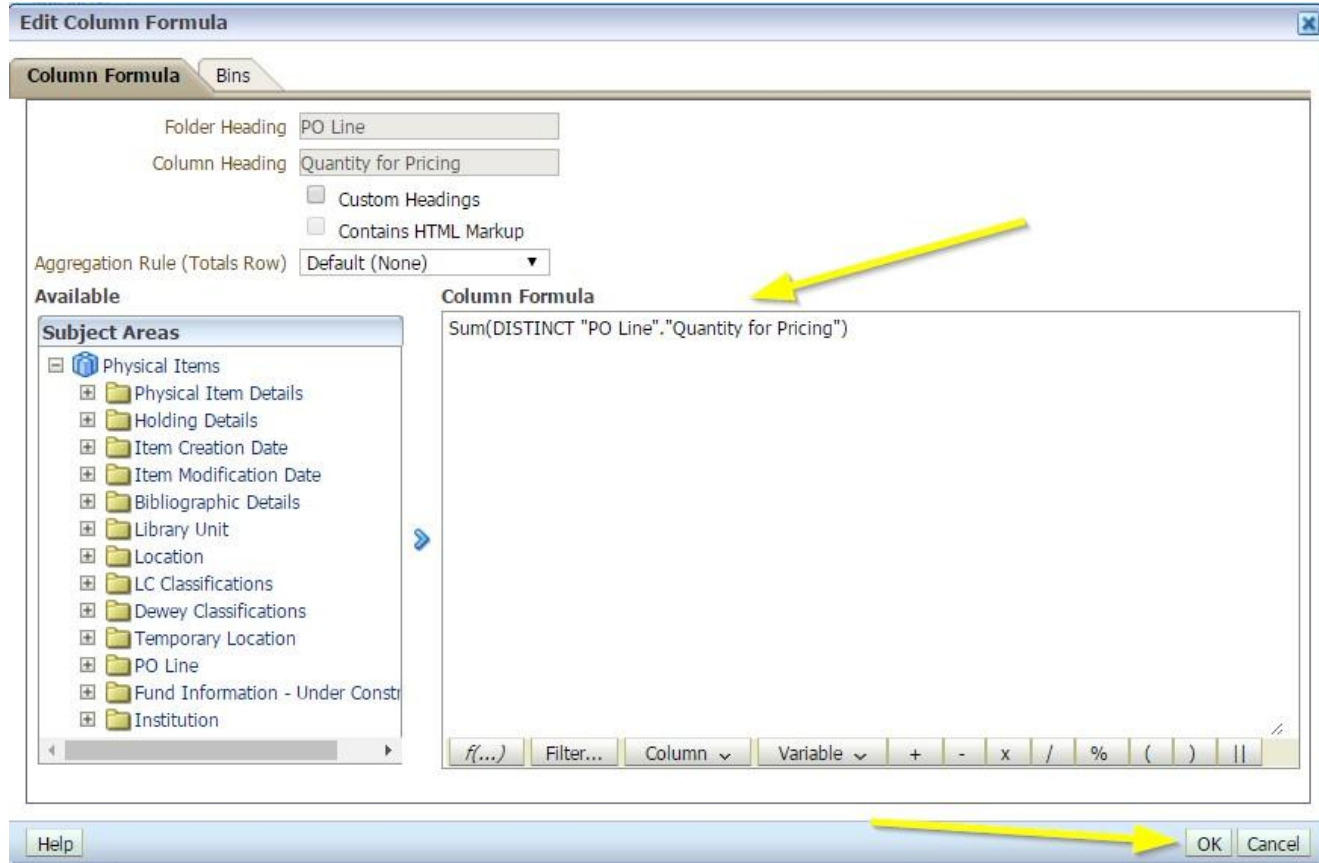 Edit Column Formula
Column Formula
Bins
Folder Heading PO Line
Column Heading Quantity for Pricing
Custom Headings
Contains HTML Markup
Aggregation Rule (Totals Row) Default (None)
Available
Subject Areas
Physical Items
Physical Item Details
Holding Details
Item Creation Date
Item Modification Date
Bibliographic Details
Library Unit
Location
LC Classifications
Dewey Classifications
Temporary Location
PO Line
Fund Information - Under Constr
Institution
Column Formula
Sum(DISTINCT "PO Line"."Quantity for Pricing")
f(...) Filter... Column Variable + - x / % ( ) ||
Help
OK Cancel